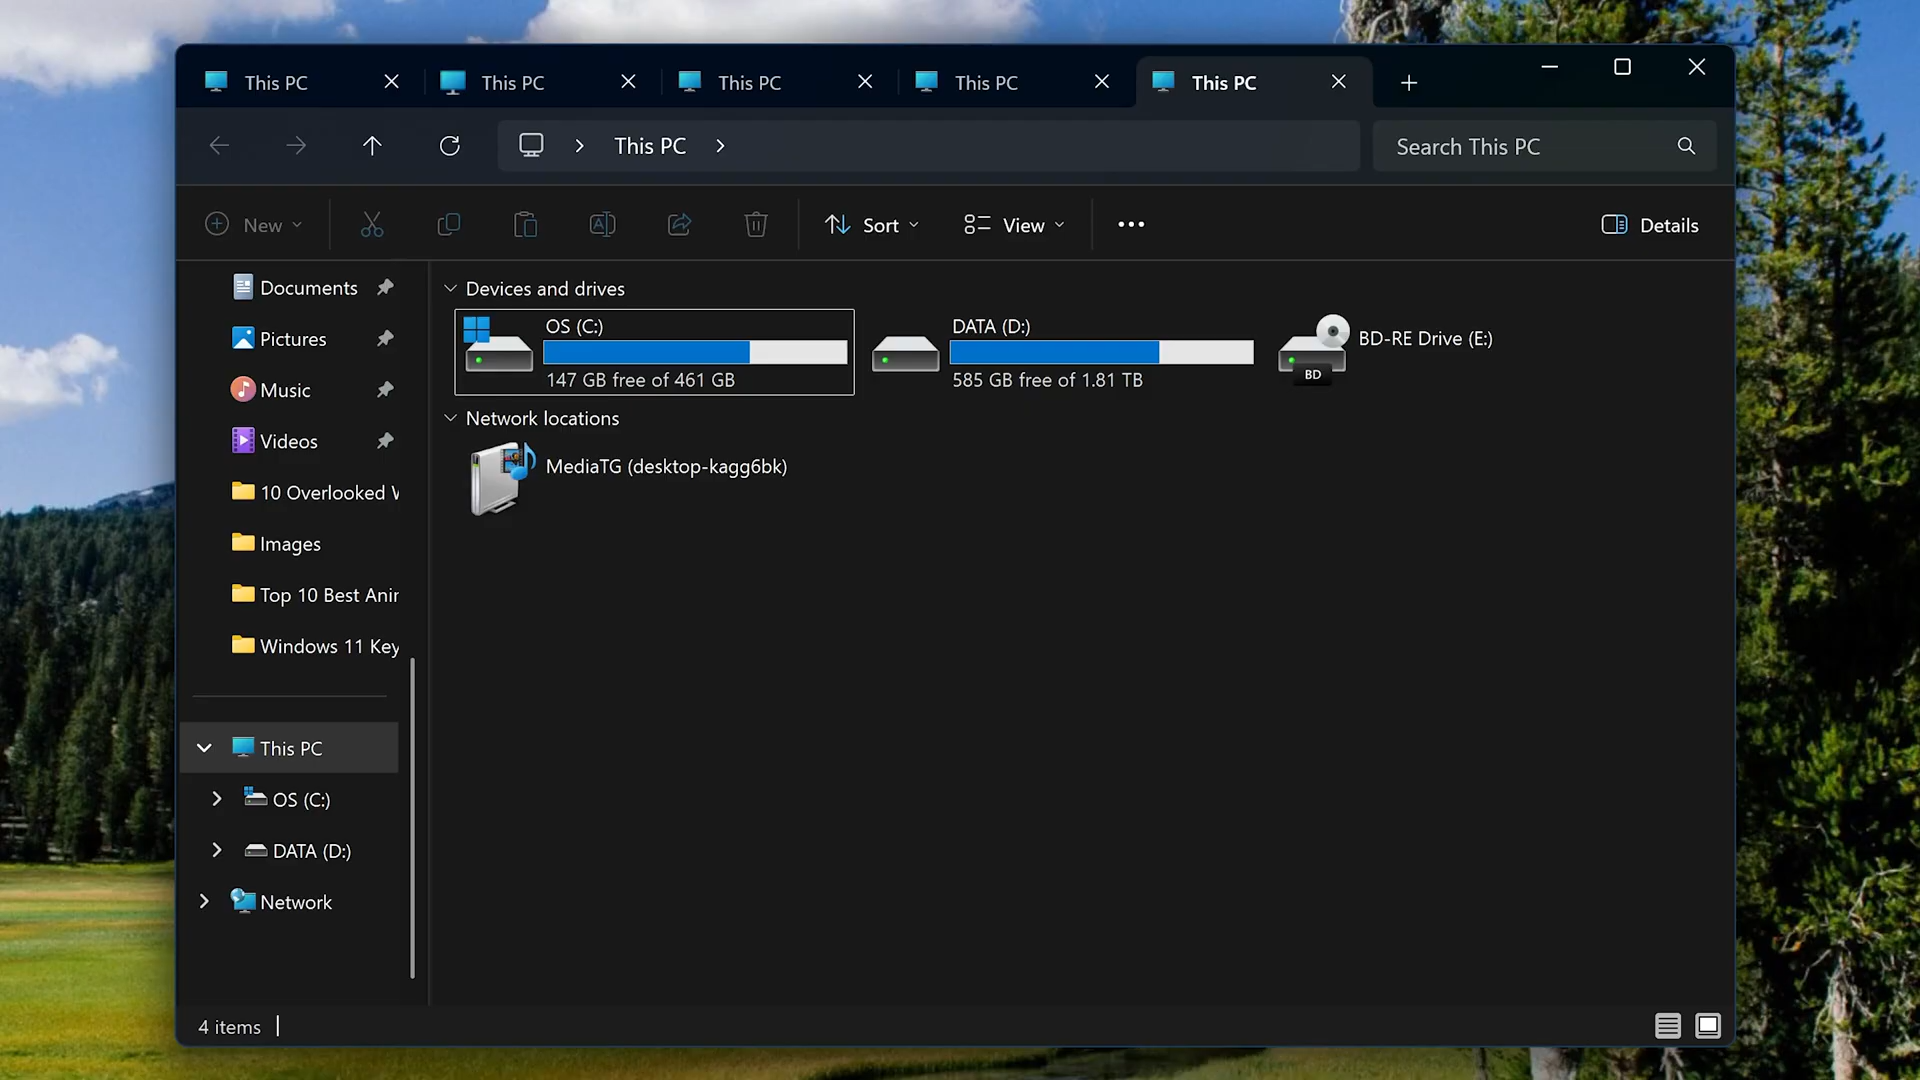 This PC
This PC
This PC
This PC
This PC
This PC
Search This PC
New
Sort
View
Details
Documents
Pictures
Music
Videos
10 Overlooked
Images
Top 10 Best
Windows 11 Key
This PC
OS (C:)
DATA (D:)
Network
Devices and drives
OS (C:)
147 GB free of 461 GB
DATA (D:)
585 GB free of 1.81 TB
BD-RE Drive (E:)
BD
Network locations
MediaTG (desktop-kagg6bk)
4 items